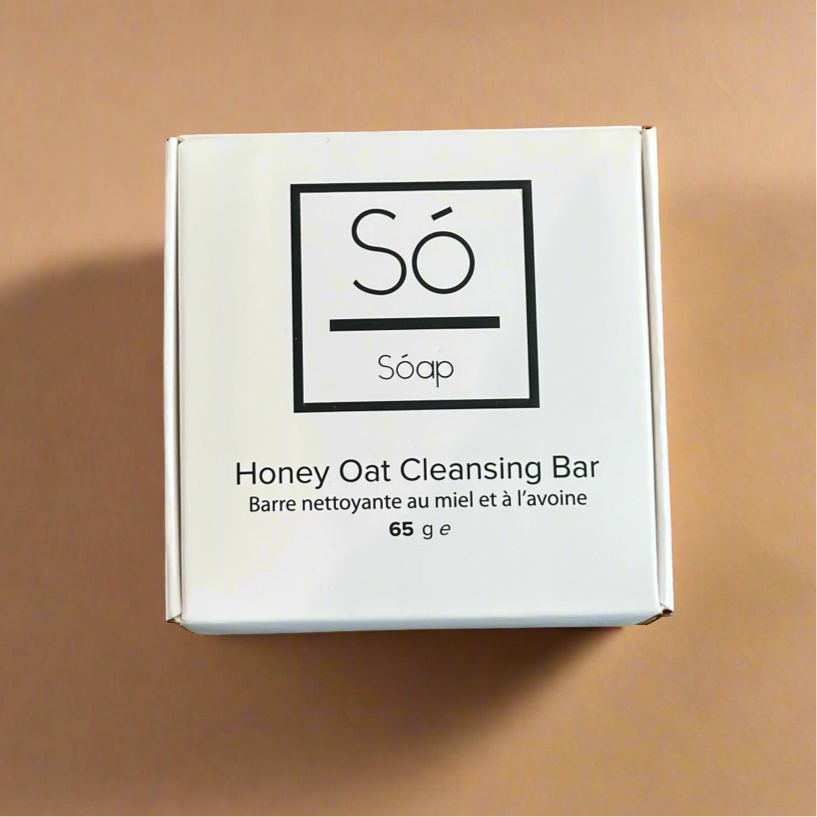 Só
Sóap
Honey Oat Cleansing Bar
Barre nettoyante au miel et à l'avoine
65 g e